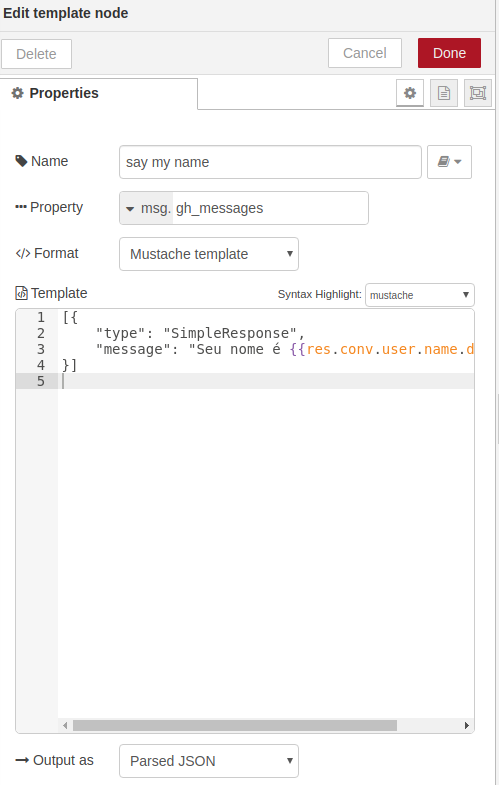 Edit template node
Delete
Cancel
Done
Properties
Name
say my name
Property
msg. gh_messages
Format
</> Format
Mustache template
Template
Syntax Highlight: mustache
1 [{
2 "type": "SimpleResponse",
3 "message": "Seu nome é {{res.conv.user.name.d
4 }]
5
Output as
Parsed JSON